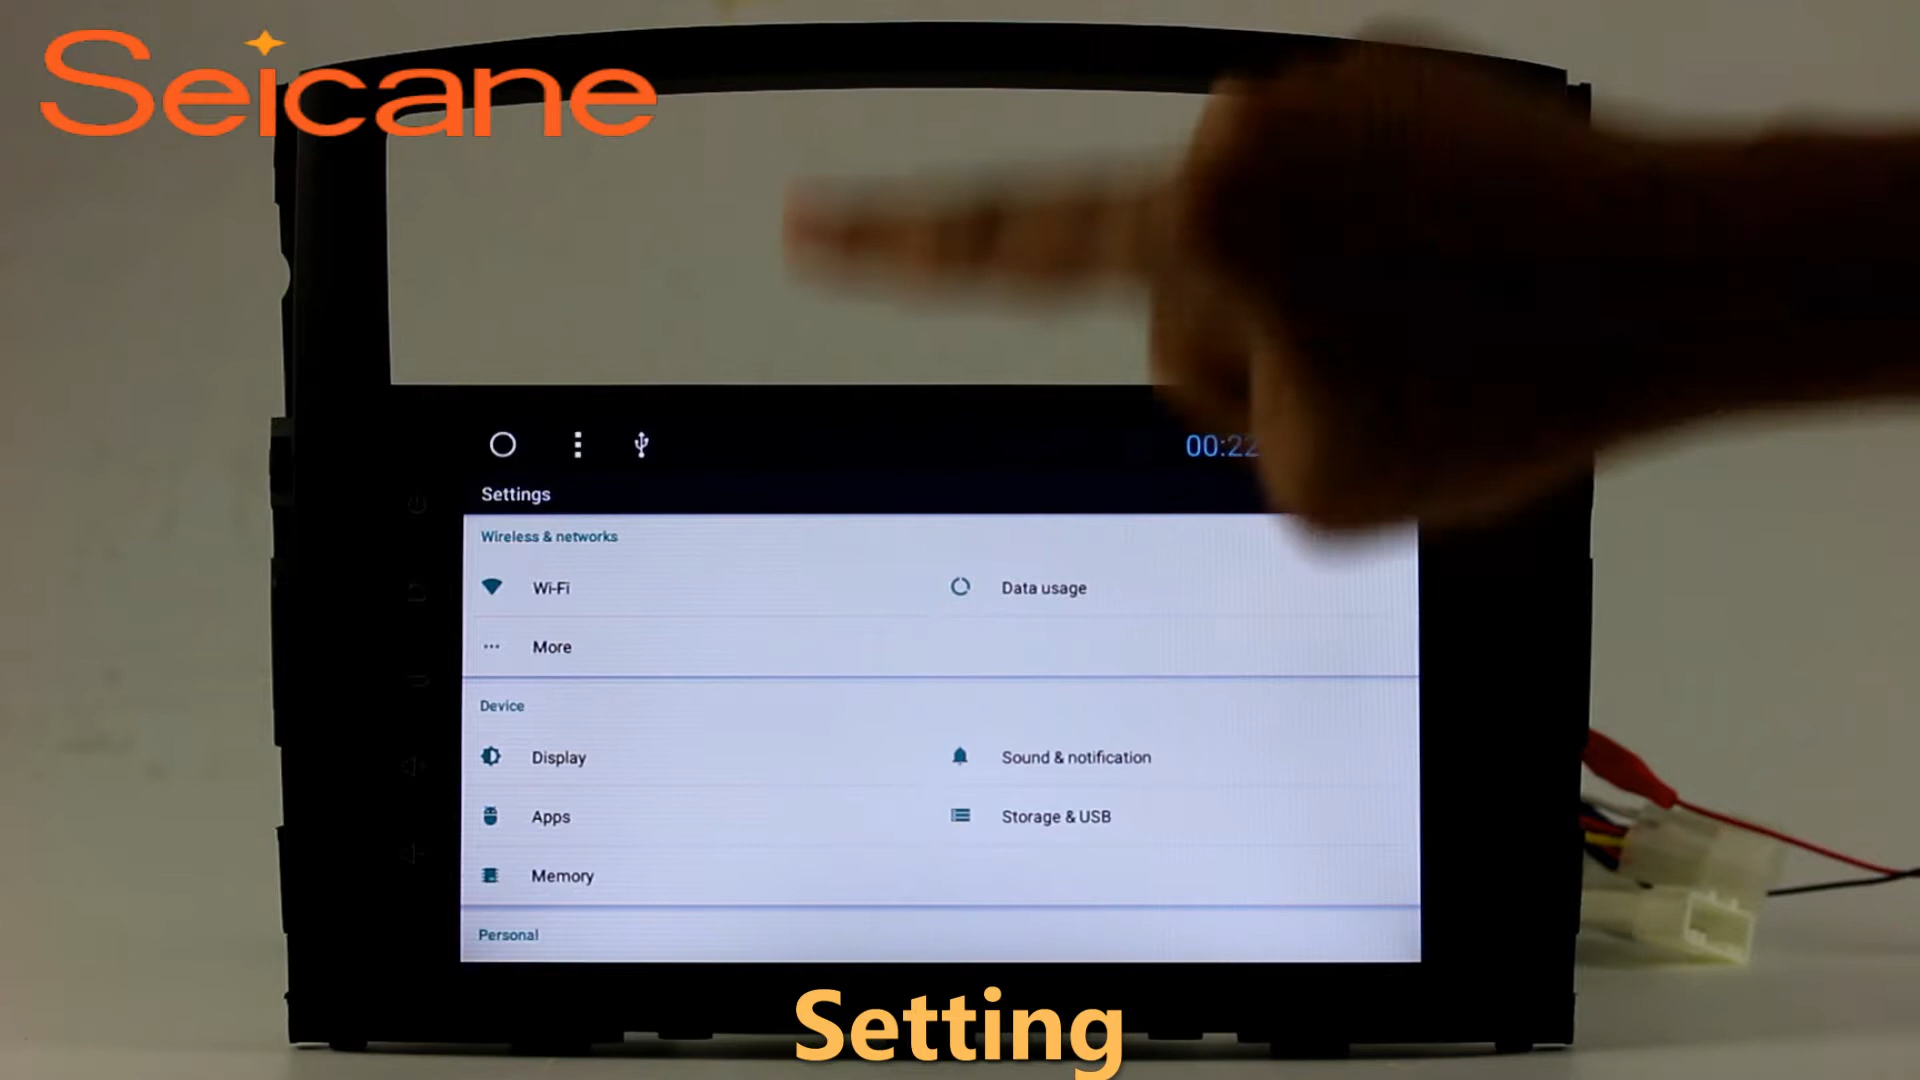 Seicane
00:22
Settings
Wireless & networks
Wi-Fi
Data usage
More
Device
Display
Sound & notification
Apps
Storage & USB
Memory
Personal
Setting